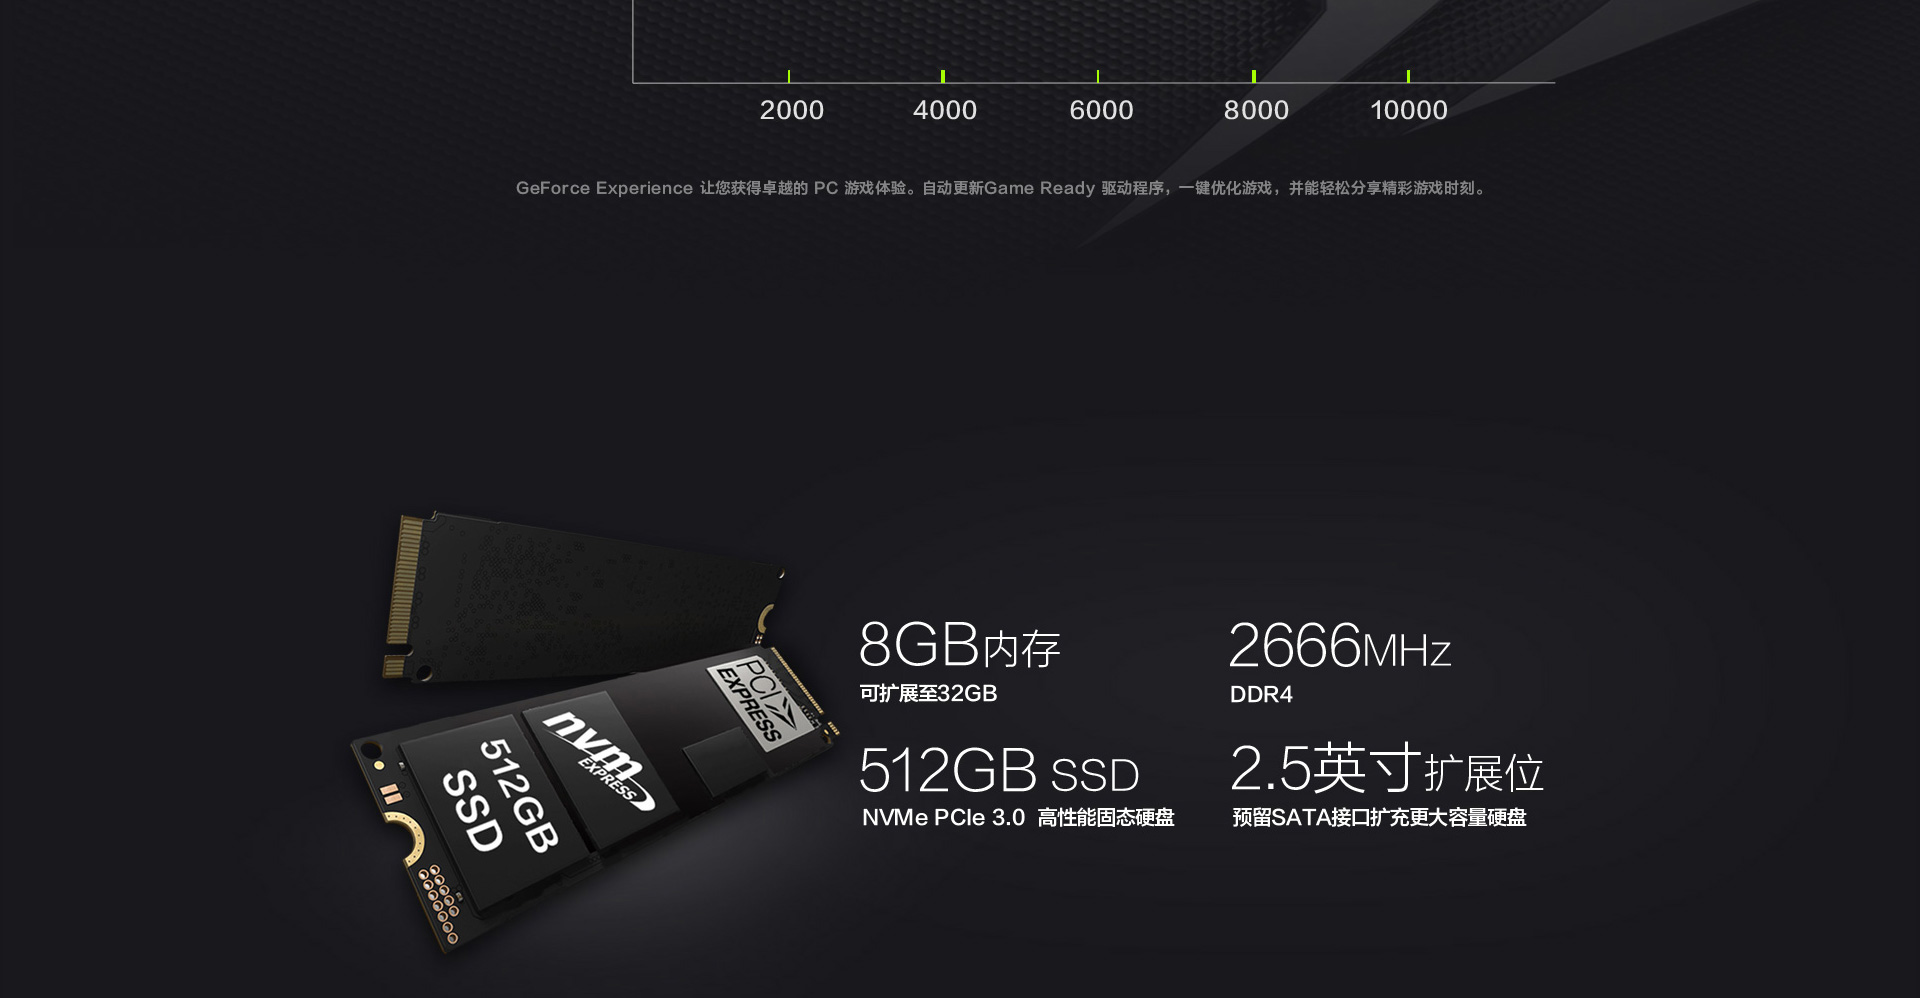 2000 4000 6000 8000 10000
GeForce Experience 让您获得卓越的 PC 游戏体验。自动更新Game Ready 驱动程序，一键优化游戏，并能轻松分享精彩游戏时刻。
8GB内存
可扩展至32GB
2666MHz
DDR4
512GB SSD
NVMe PCIe 3.0 高性能固态硬盘
2.5英寸扩展位
预留SATA接口扩充更大容量硬盘
PCI
EXPRESS
nvm
EXPRESS
512GB
SSD